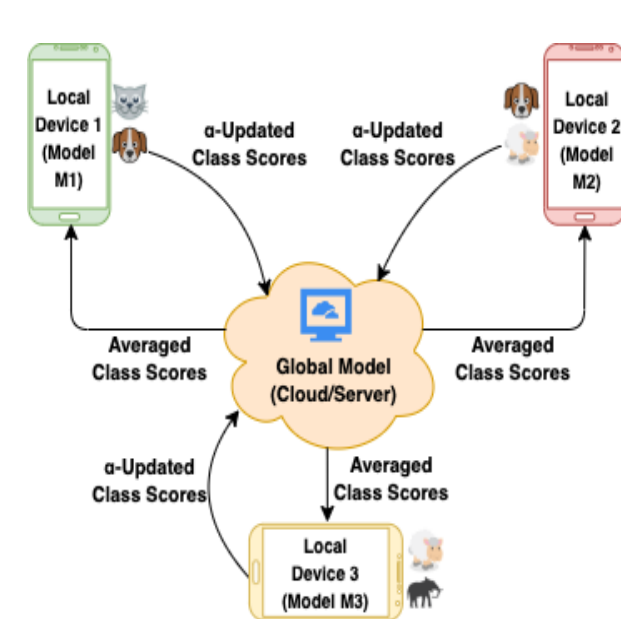 Local
Device 1
(Model
M1)
α-Updated
Class Scores
α-Updated
Class Scores
Local
Device 2
(Model
M2)
Averaged
Class Scores
Global Model
(Cloud/Server)
Averaged
Class Scores
α-Updated
Class Scores
Averaged
Class Scores
Local
Device 3
(Model M3)